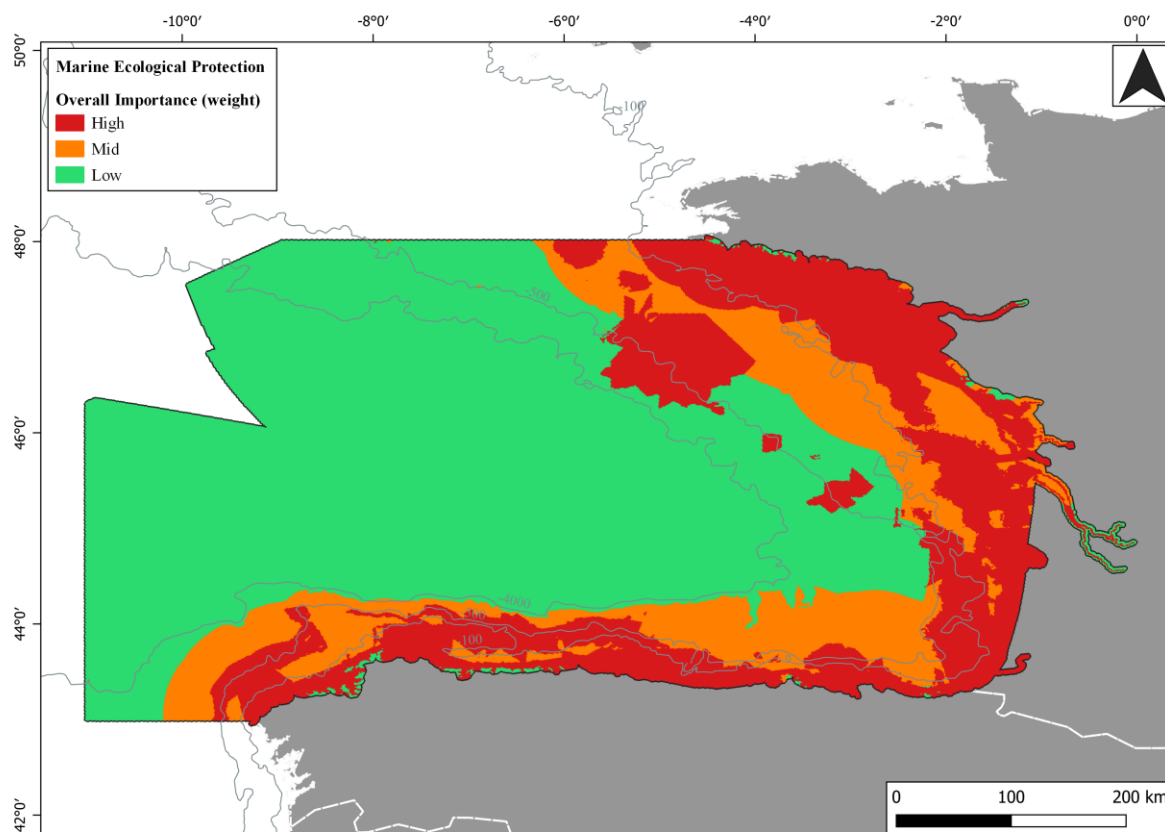 -10°0′ -8°0′ -6°0′ -4°0′ -2°0′ 0°0′
50°0′
Marine Ecological Protection
Overall Importance (weight)
High
Mid
Low
-100
48°0′
-500
46°0′
44°0′
-4000
100
42°0′
0 100 200 km